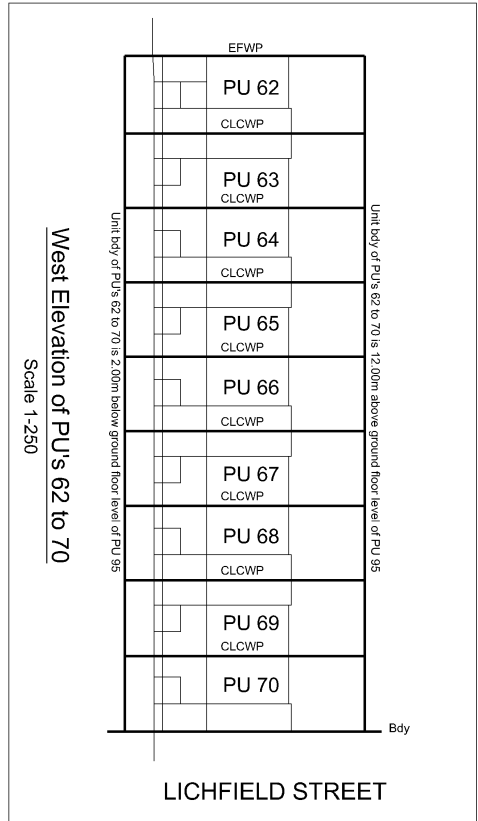 EFWP
PU 62
CLCWP
PU 63
CLCWP
PU 64
CLCWP
PU 65
CLCWP
PU 66
CLCWP
PU 67
CLCWP
PU 68
CLCWP
PU 69
CLCWP
PU 70
Bdy
LICHFIELD STREET
Unit bdy of PU's 62 to 70 is 12.00m above ground floor level of PU 95
Unit bdy of PU's 62 to 70 is 2.00m below ground floor level of PU 95
West Elevation of PU's 62 to 70
Scale 1-250